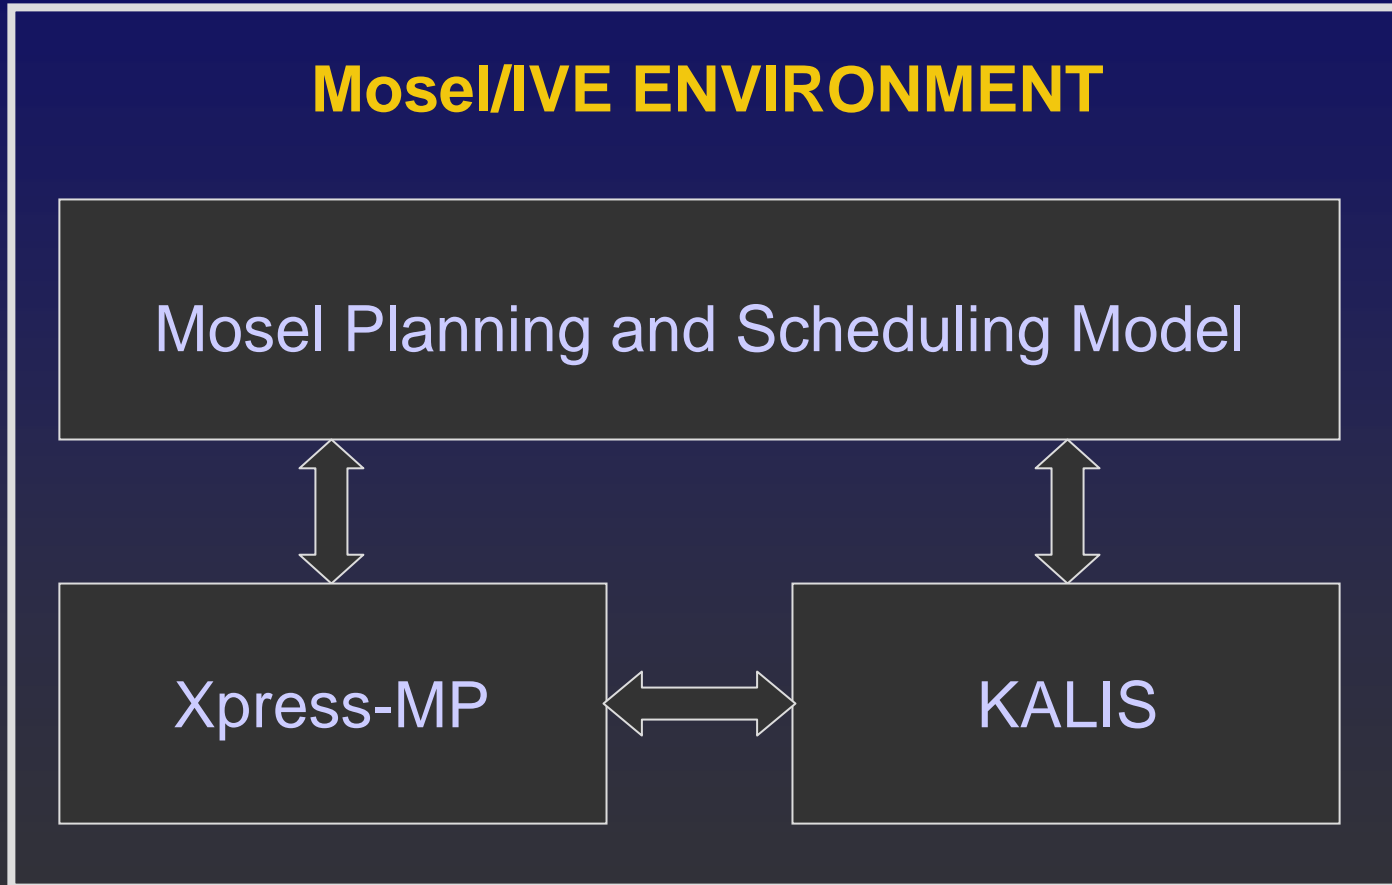 Mosel/IVE ENVIRONMENT
Mosel Planning and Scheduling Model
Xpress-MP
KALIS